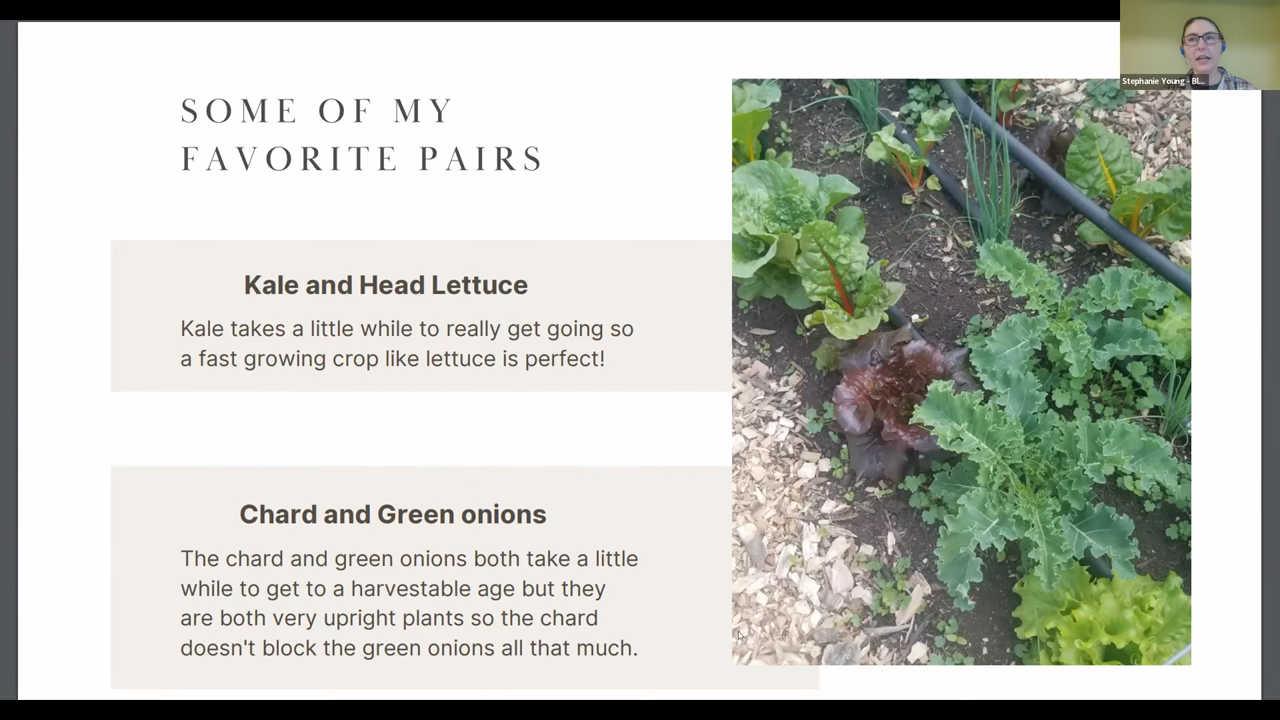 Stephanie Young - Bl...
SOME OF MY
FAVORITE PAIRS
Kale and Head Lettuce
Kale takes a little while to really get going so
a fast growing crop like lettuce is perfect!
Chard and Green onions
The chard and green onions both take a little
while to get to a harvestable age but they
are both very upright plants so the chard
doesn't block the green onions all that much.